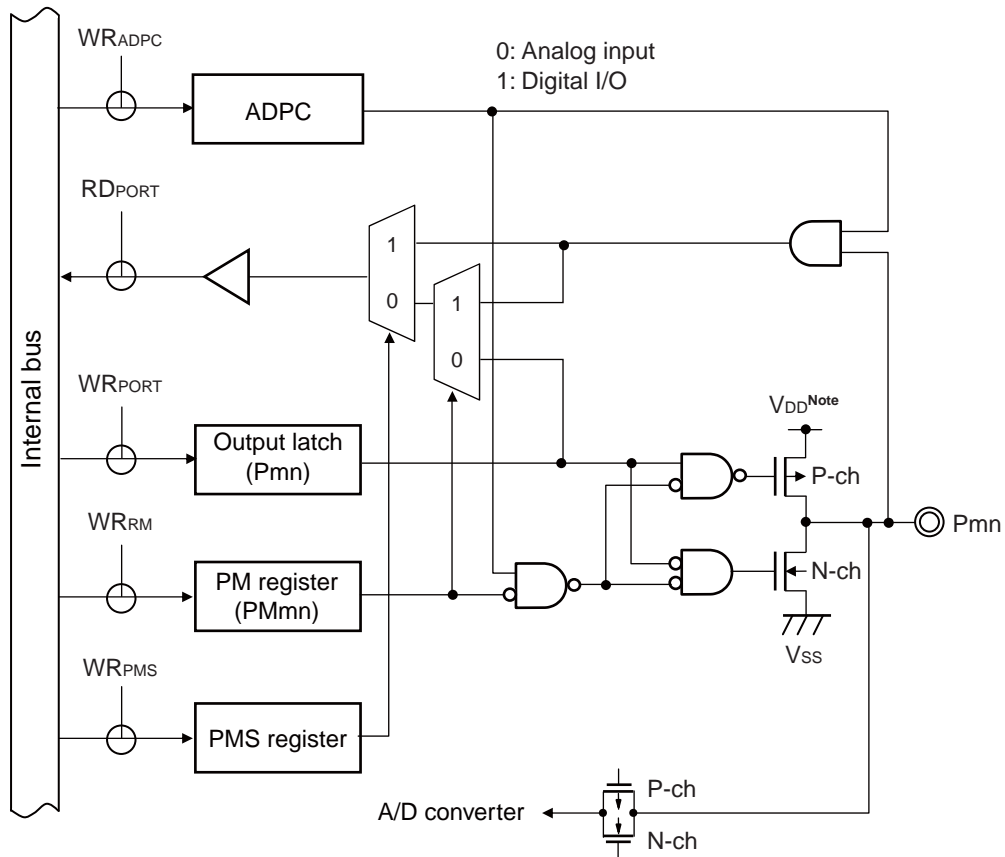 WRADPC
0: Analog input
1: Digital I/O
ADPC
RDPORT
1
0
1
0
Internal bus
WRPORT
Output latch
(Pmn)
VDDNote
P-ch
Pmn
N-ch
VSS
WRRM
PM register
(PMmn)
WRPMS
PMS register
A/D converter
P-ch
N-ch